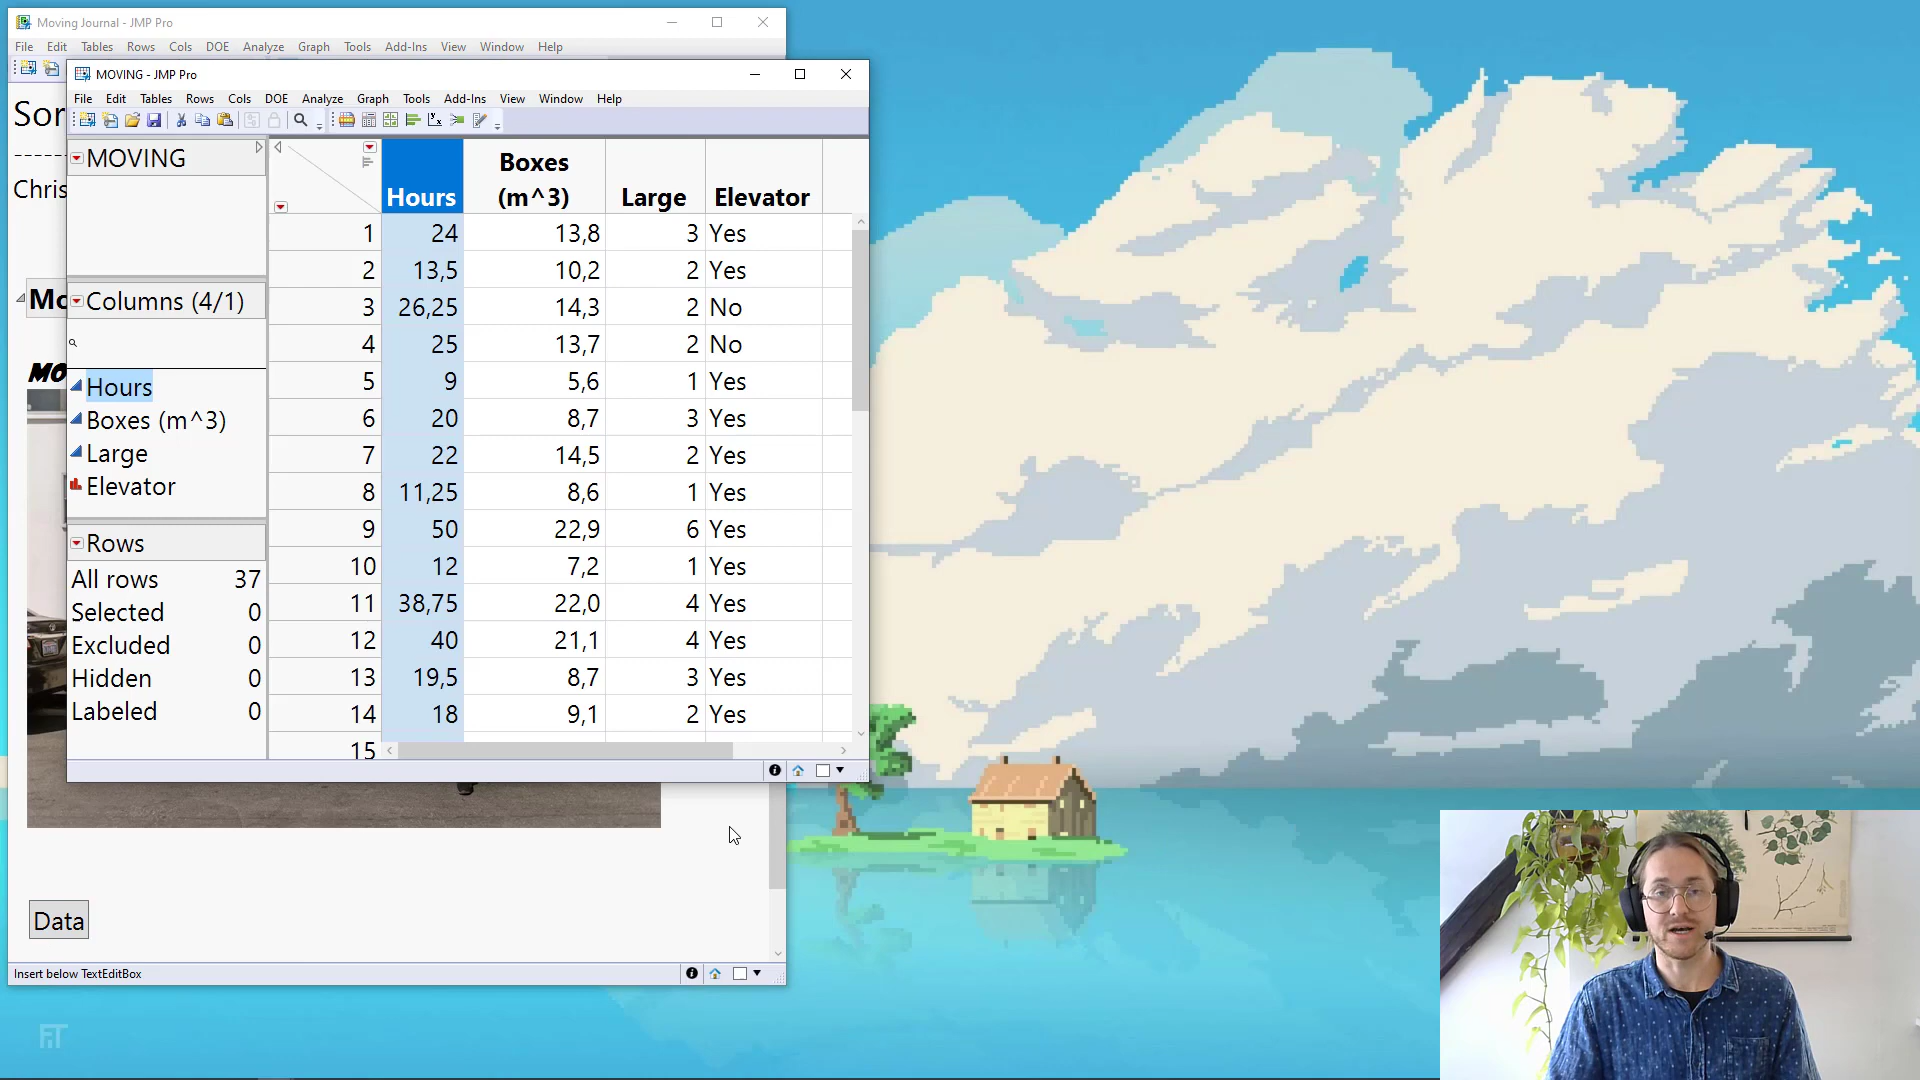 Moving Journal - JMP Pro
File Edit Tables Rows Cols DOE Analyze Graph Tools Add-Ins View Window Help
MOVING - JMP Pro
File Edit Tables Rows Cols DOE Analyze Graph Tools Add-Ins View Window Help
Sor
Chris
Mo
MO
MOVING
Columns (4/1)
Hours
Boxes (m^3)
Large
Elevator
Rows
All rows 37
Selected 0
Excluded 0
Hidden 0
Labeled 0
Hours Boxes (m^3) Large Elevator
1 24 13,8 3 Yes
2 13,5 10,2 2 Yes
3 26,25 14,3 2 No
4 25 13,7 2 No
5 9 5,6 1 Yes
6 20 8,7 3 Yes
7 22 14,5 2 Yes
8 11,25 8,6 1 Yes
9 50 22,9 6 Yes
10 12 7,2 1 Yes
11 38,75 22,0 4 Yes
12 40 21,1 4 Yes
13 19,5 8,7 3 Yes
14 18 9,1 2 Yes
15
Data
Insert below TextEditBox